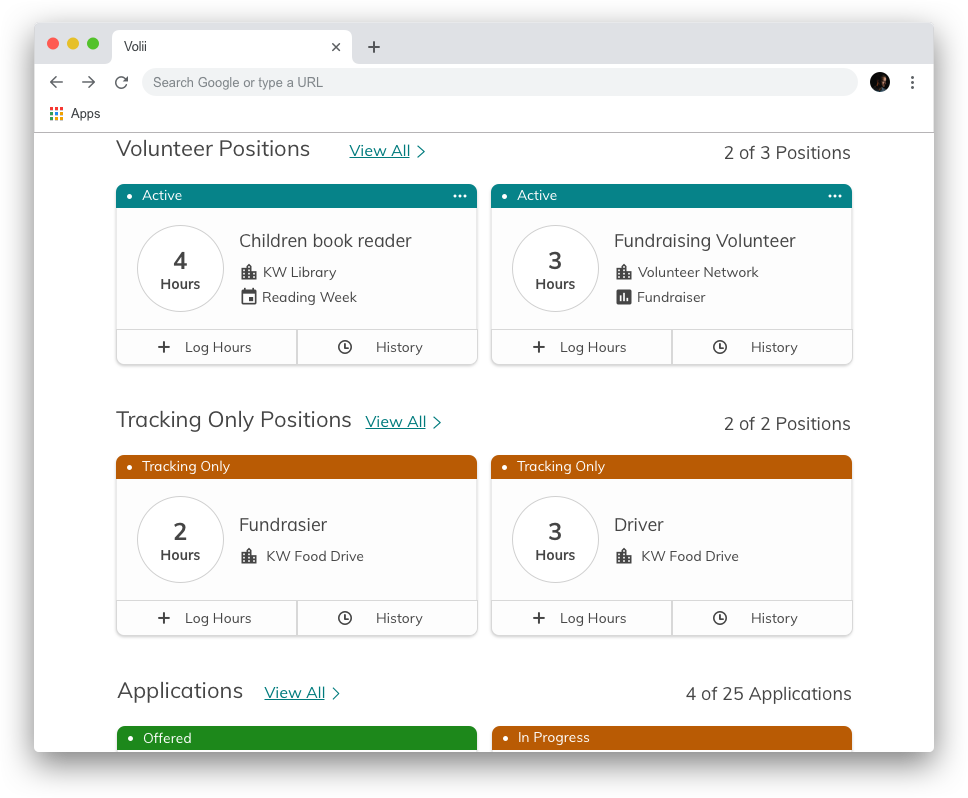 Volii
Search Google or type a URL
Apps
Volunteer Positions View All 2 of 3 Positions
Active
4 Hours
Children book reader
KW Library
Reading Week
Log Hours History
Active
3 Hours
Fundraising Volunteer
Volunteer Network
Fundraiser
Log Hours History
Tracking Only Positions View All 2 of 2 Positions
Tracking Only
2 Hours
Fundrasier
KW Food Drive
Log Hours History
Tracking Only
3 Hours
Driver
KW Food Drive
Log Hours History
Applications View All 4 of 25 Applications
Offered
In Progress